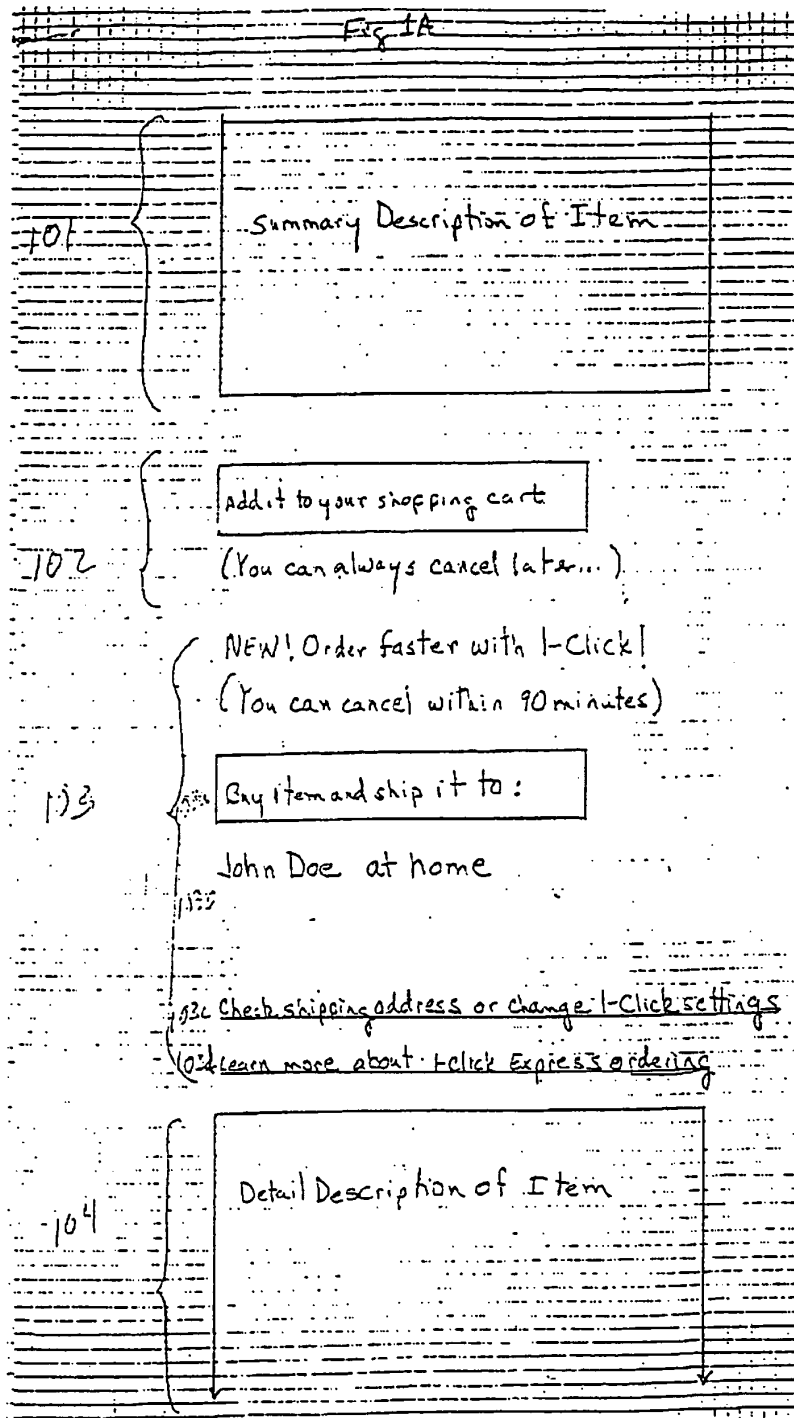 Fig 1A
101
Summary Description of Item
Add it to your shopping cart
102
(You can always cancel later...)
NEW! Order faster with 1-Click!
(You can cancel within 90 minutes)
103
Buy item and ship it to:
John Doe at home
103c Check shipping address or change 1-Click settings
103d Learn more about 1-Click Express ordering
Detail Description of Item
104